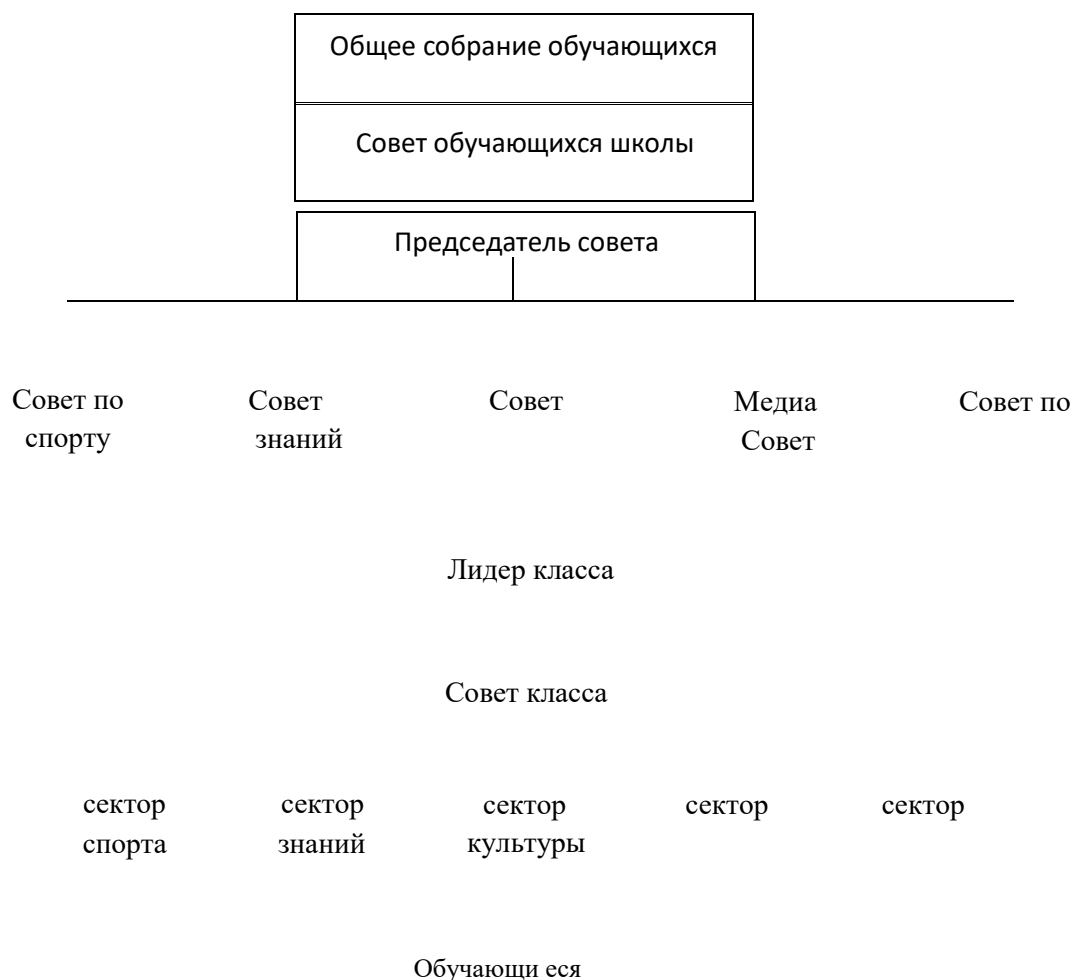 Общее собрание обучающихся
Совет обучающихся школы
Председатель совета
Совет по спорту
Совет знаний
Совет
Медиа Совет
Совет по
Лидер класса
Совет класса
сектор спорта
сектор знаний
сектор культуры
сектор
сектор
Обучающи еся